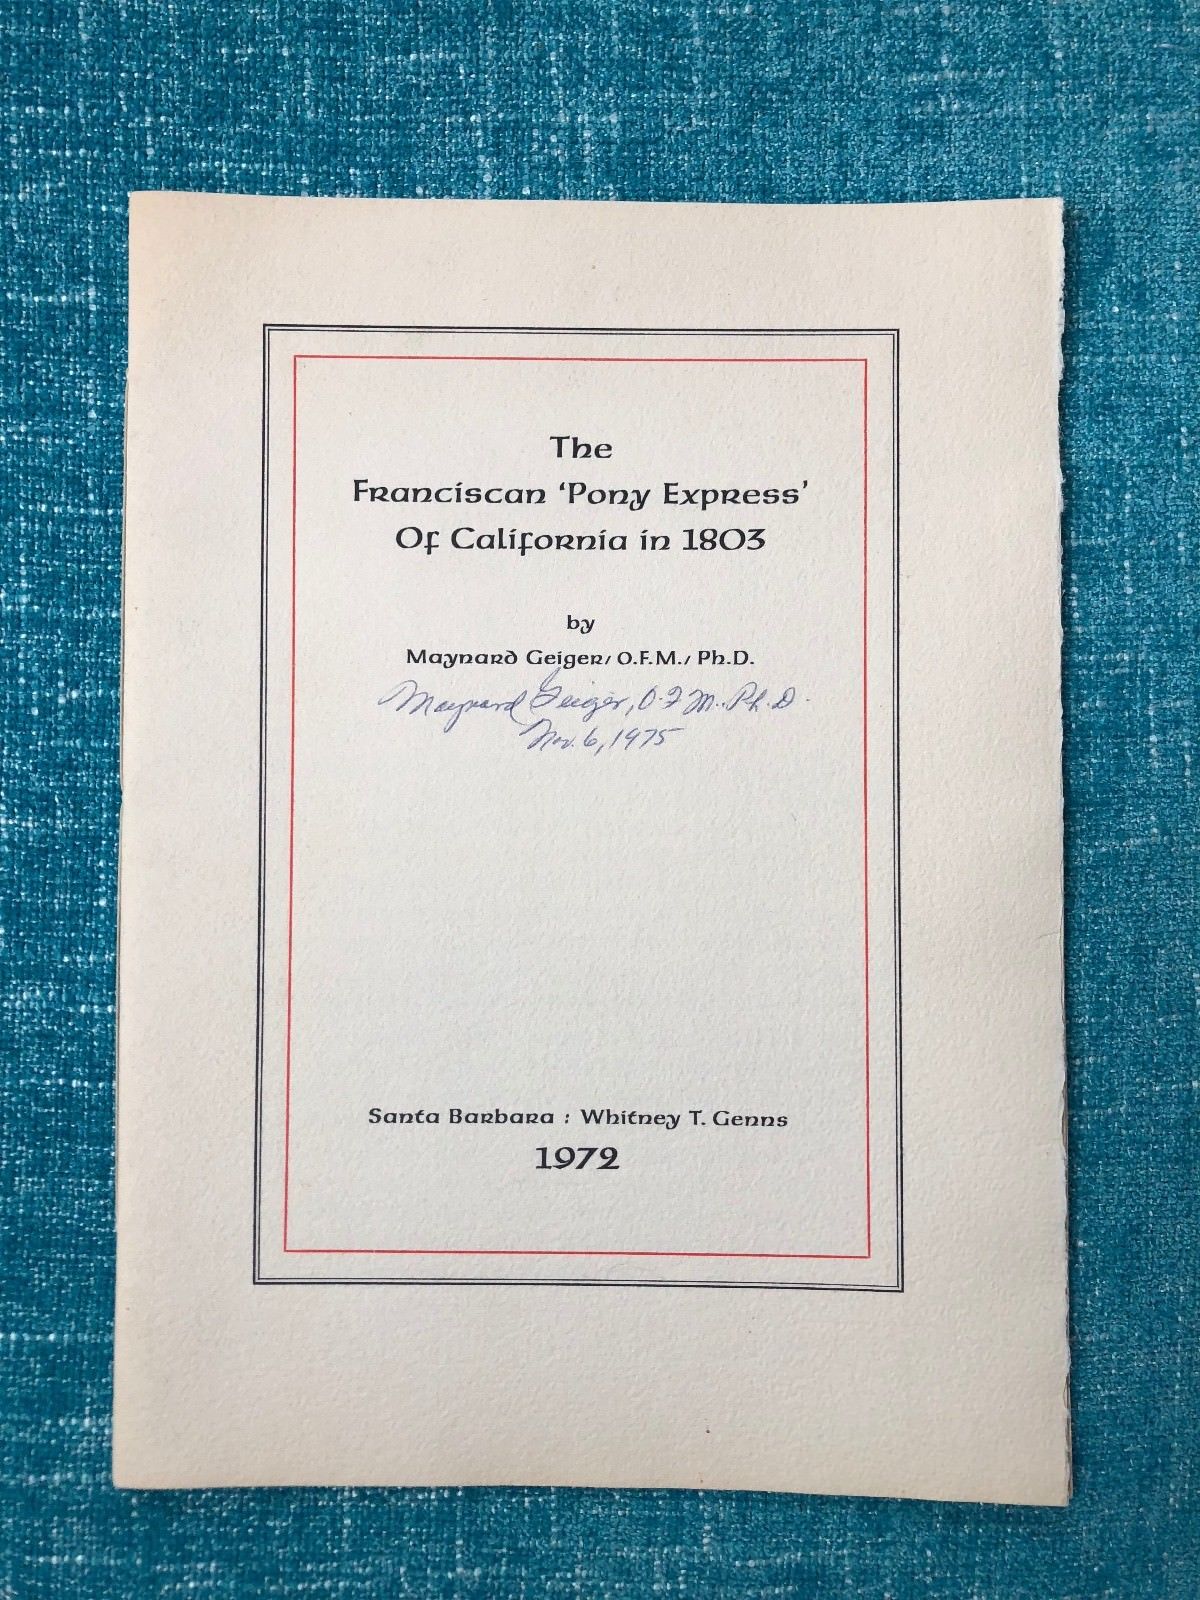 The
Franciscan ‘Pony Express’
Of California in 1803
by
Maynard Geiger, O.F.M., Ph.D.
Maynard Geiger, O.F.M., Ph.D.
Nov. 6, 1975
Santa Barbara : Whitney T. Genns
1972